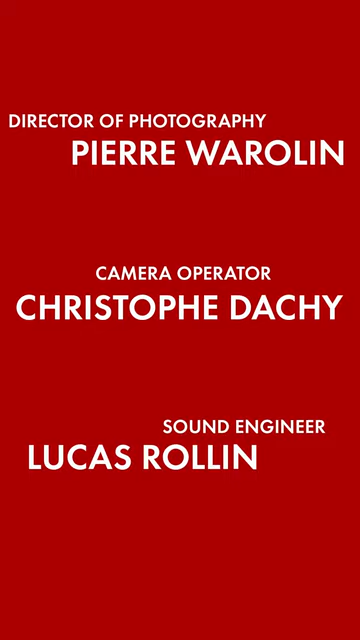 DIRECTOR OF PHOTOGRAPHY
PIERRE WAROLIN
CAMERA OPERATOR
CHRISTOPHE DACHY
SOUND ENGINEER
LUCAS ROLLIN